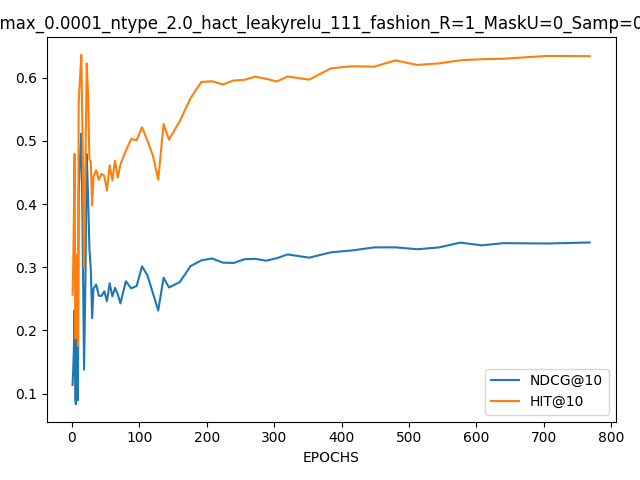 max_0.0001_ntype_2.0_hact_leakyrelu_111_fashion_R=1_MaskU=0_Samp=0
0.6
0.5
0.4
0.3
0.2
0.1
0 100 200 300 400 500 600 700 800
EPOCHS
NDCG@10
HIT@10